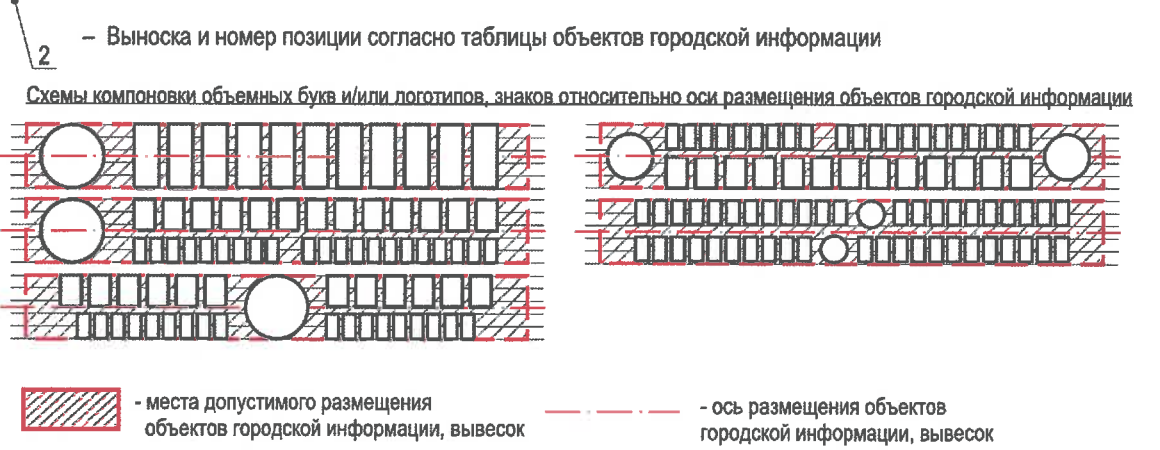 2 – Выноска и номер позиции согласно таблицы объектов городской информации
Схемы компоновки объемных букв и/или логотипов, знаков относительно оси размещения объектов городской информации
- места допустимого размещения
объектов городской информации, вывесок
- ось размещения объектов
городской информации, вывесок